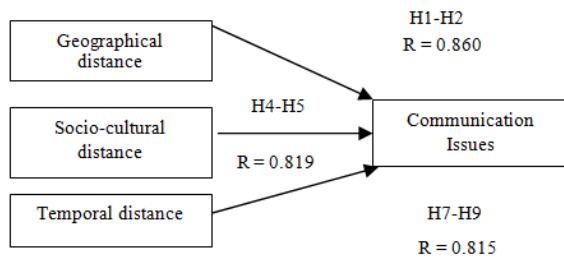 H1-H2
R = 0.860
Geographical
distance
H4-H5
Socio-cultural
distance
R = 0.819
Communication
Issues
Temporal distance
H7-H9
R = 0.815